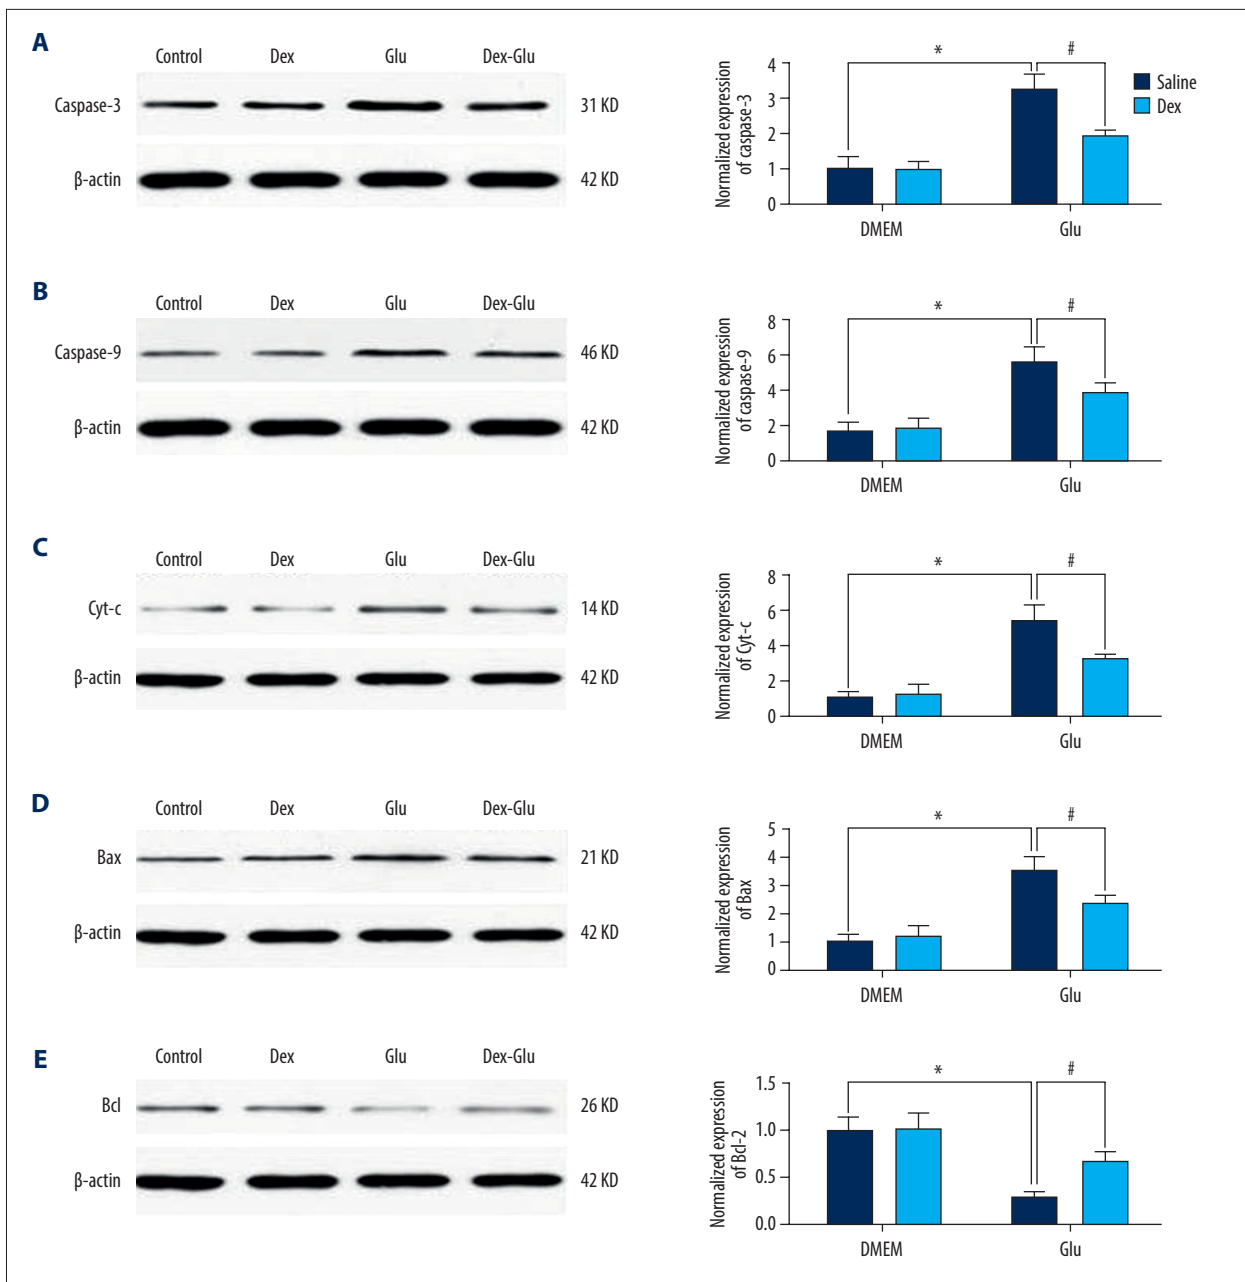 A
Control Dex Glu Dex-Glu
Caspase-3 31 KD
β-actin 42 KD
Normalized expression
of caspase-3
4
3
2
1
0
* #
Saline
Dex
DMEM Glu
B
Control Dex Glu Dex-Glu
Caspase-9 46 KD
β-actin 42 KD
Normalized expression
of caspase-9
8
6
4
2
0
* #
DMEM Glu
C
Control Dex Glu Dex-Glu
Cyt-c 14 KD
β-actin 42 KD
Normalized expression
of Cyt-c
8
6
4
2
0
* #
DMEM Glu
D
Control Dex Glu Dex-Glu
Bax 21 KD
β-actin 42 KD
Normalized expression
of Bax
5
4
3
2
1
0
* #
DMEM Glu
E
Control Dex Glu Dex-Glu
Bcl 26 KD
β-actin 42 KD
Normalized expression
of Bcl-2
1.5
1.0
0.5
0.0
* #
DMEM Glu